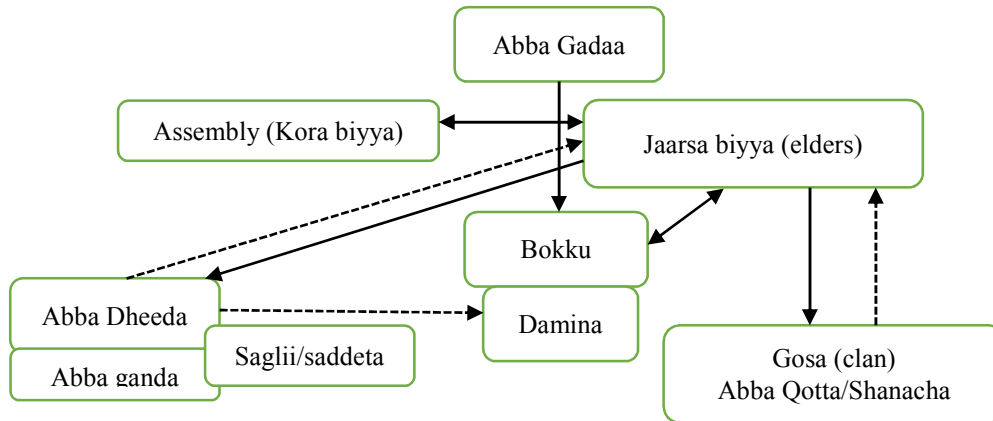 Abba Gadaa
Assembly (Kora biyya)
Jaarsa biyya (elders)
Bokku
Damina
Abba Dheeda
Saglii/saddeta
Abba ganda
Gosa (clan)
Abba Qotta/Shanacha